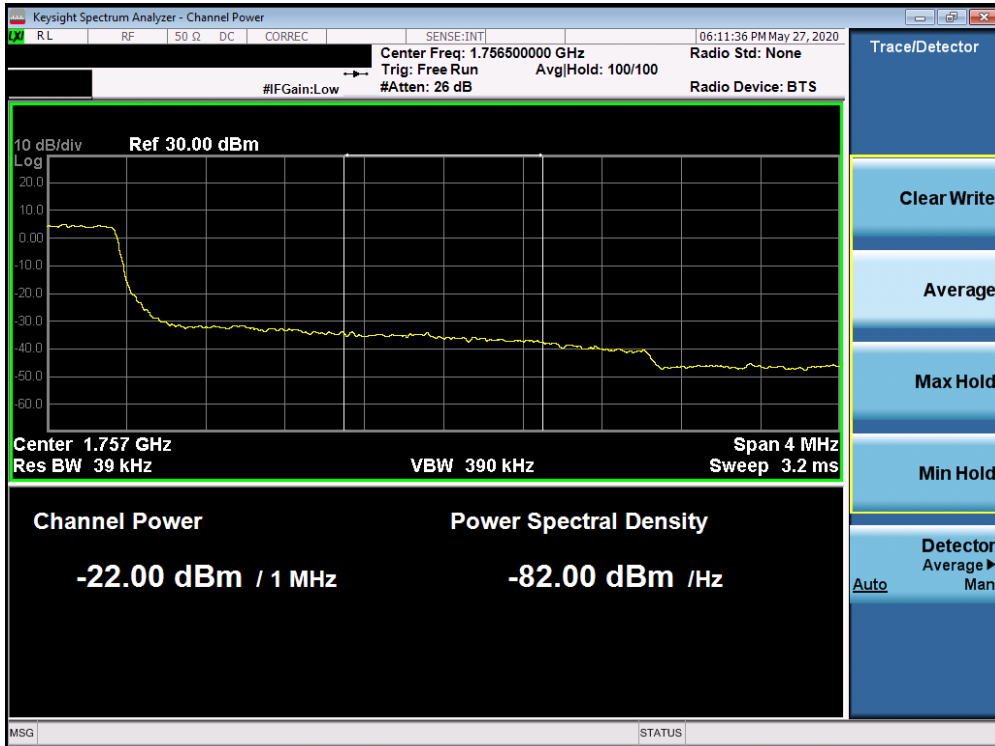 Keysight Spectrum Analyzer - Channel Power
LXI RL RF 50 Ω DC CORREC SENSE:INT 06:11:36 PM May 27, 2020
Center Freq: 1.756500000 GHz Radio Std: None
Trig: Free Run Avg|Hold: 100/100
#IFGain:Low #Atten: 26 dB Radio Device: BTS
10 dB/div Ref 30.00 dBm
Log
20.0
10.0
0.00
-10.0
-20.0
-30.0
-40.0
-50.0
-60.0
Center 1.757 GHz Span 4 MHz
Res BW 39 kHz VBW 390 kHz Sweep 3.2 ms
Channel Power Power Spectral Density
-22.00 dBm / 1 MHz -82.00 dBm /Hz
MSG STATUS
Trace/Detector
Clear Write
Average
Max Hold
Min Hold
Detector
Average▶
Auto Man